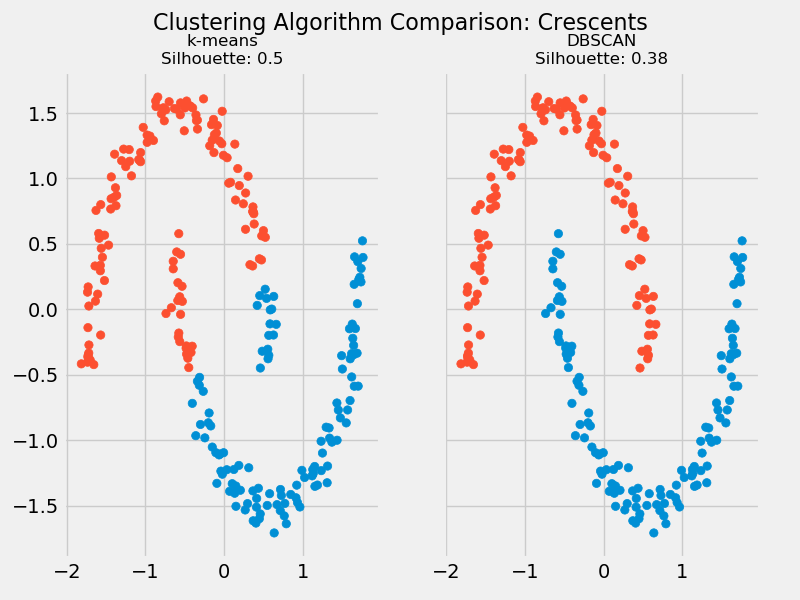 Clustering Algorithm Comparison: Crescents
k-means
Silhouette: 0.5
DBSCAN
Silhouette: 0.38
1.5
1.0
0.5
0.0
−0.5
−1.0
−1.5
−2 −1 0 1
−2 −1 0 1